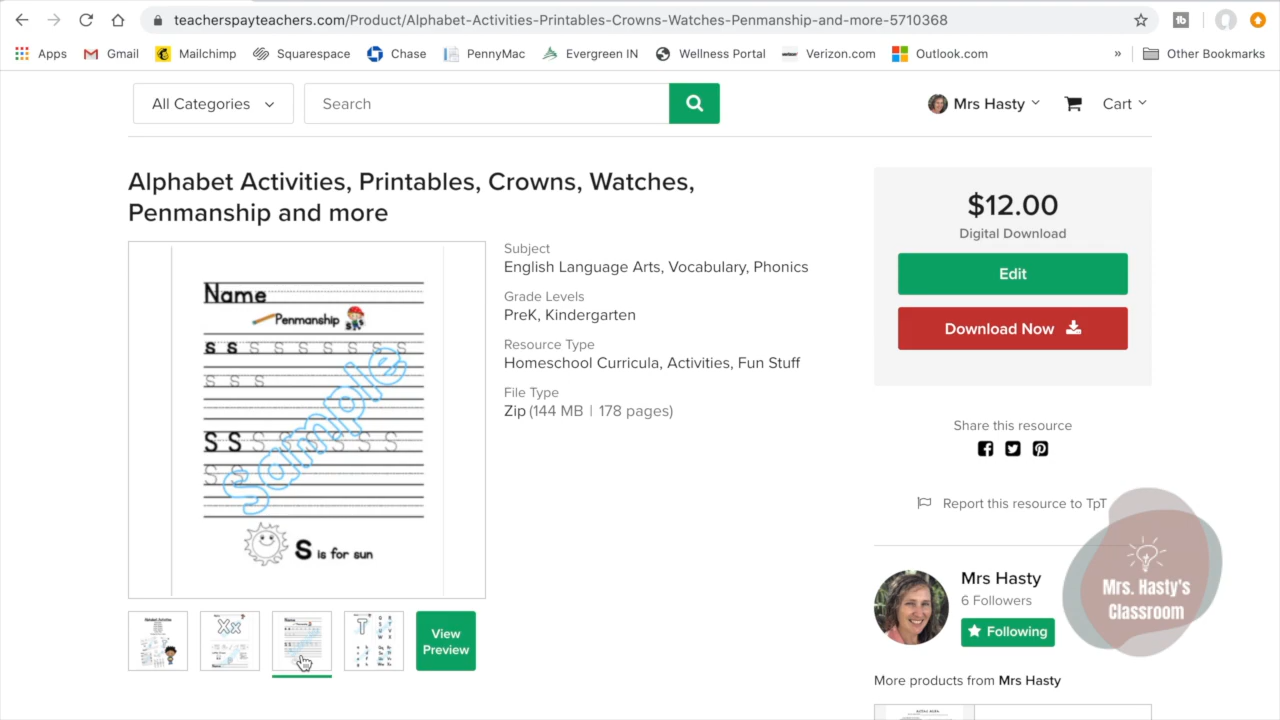 teacherspayteachers.com/Product/Alphabet-Activities-Printables-Crowns-Watches-Penmanship-and-more-5710368
Apps Gmail Mailchimp Squarespace Chase PennyMac Evergreen IN Wellness Portal Verizon.com Outlook.com » Other Bookmarks
All Categories Search Mrs Hasty Cart
Alphabet Activities, Printables, Crowns, Watches,
Penmanship and more
Name
Penmanship
s s s s s s s s s
s s s
S S S S S S S S
S S
Sample
S is for sun
Subject
English Language Arts, Vocabulary, Phonics
Grade Levels
PreK, Kindergarten
Resource Type
Homeschool Curricula, Activities, Fun Stuff
File Type
Zip (144 MB | 178 pages)
$12.00
Digital Download
Edit
Download Now
Share this resource
Report this resource to TpT
Mrs Hasty
6 Followers
Following
Mrs. Hasty's
Classroom
More products from Mrs Hasty
Xx
T
View
Preview